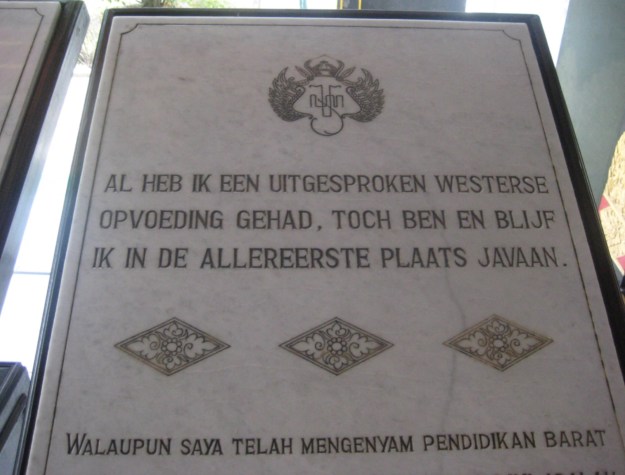 AL HEB IK EEN UITGESPROKEN WESTERSE
OPVOEDING GEHAD, TOCH BEN EN BLIJF
IK IN DE ALLEREERSTE PLAATS JAVAAN.
WALAUPUN SAYA TELAH MENGENYAM PENDIDIKAN BARAT